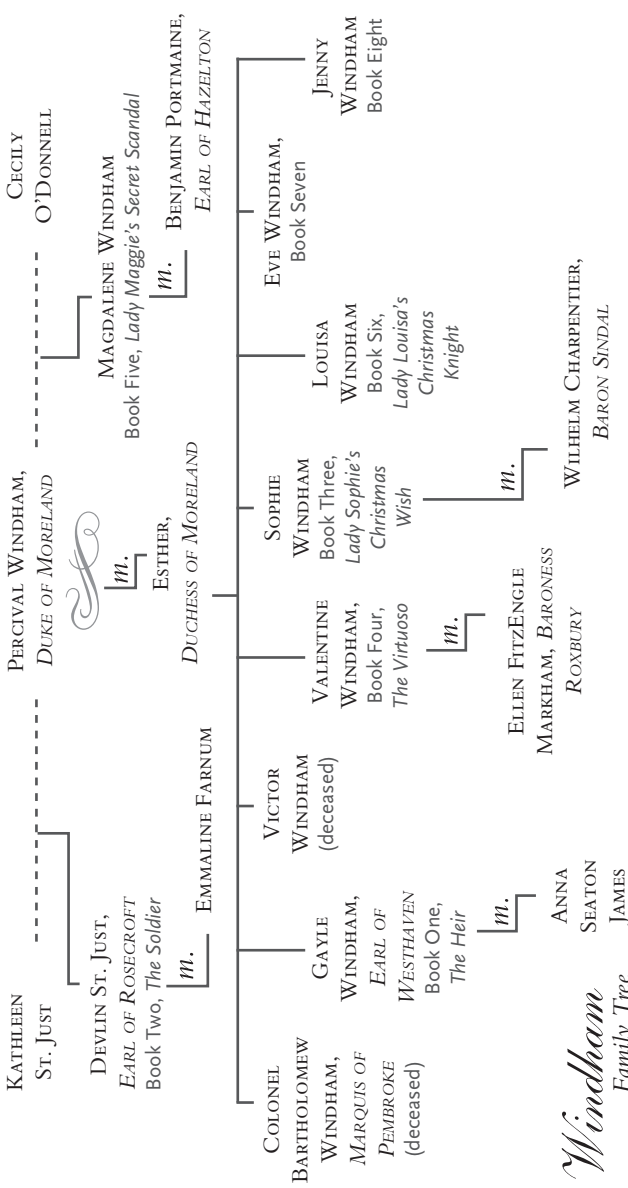 KATHLEEN
ST. JUST
PERCIVAL WINDHAM,
DUKE OF MORELAND
CECILY
O'DONNELL
m.
ESTHER,
DUCHESS OF MORELAND
DEVLIN ST. JUST,
EARL OF ROSECROFT
Book Two, The Soldier
m.
EMMALINE FARNUM
MAGDALENE WINDHAM
Book Five, Lady Maggie's Secret Scandal
m.
BENJAMIN PORTMAINE,
EARL OF HAZELTON
COLONEL
BARTHOLOMEW
WINDHAM,
MARQUIS OF
PEMBROKE
(deceased)
GAYLE
WINDHAM,
EARL OF
WESTHAVEN
Book One,
The Heir
m.
ANNA
SEATON
JAMES
VICTOR
WINDHAM
(deceased)
VALENTINE
WINDHAM,
Book Four,
The Virtuoso
m.
ELLEN FITZENGLE
MARKHAM, BARONESS
ROXBURY
SOPHIE
WINDHAM
Book Three,
Lady Sophie's
Christmas
Wish
m.
WILHELM CHARPENTIER,
BARON SINDAL
LOUISA
WINDHAM
Book Six,
Lady Louisa's
Christmas
Knight
EVE WINDHAM,
Book Seven
JENNY
WINDHAM
Book Eight
Windham
Family Tree